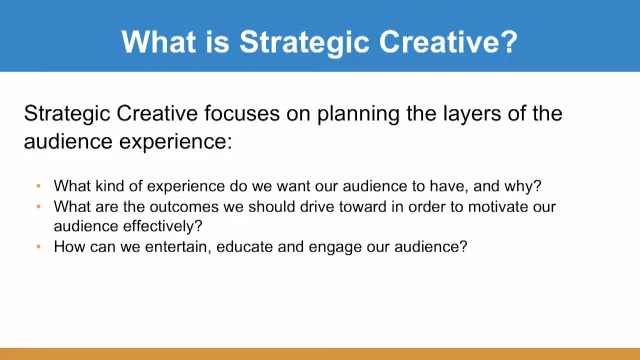 What is Strategic Creative?
Strategic Creative focuses on planning the layers of the
audience experience:
• What kind of experience do we want our audience to have, and why?
• What are the outcomes we should drive toward in order to motivate our
audience effectively?
• How can we entertain, educate and engage our audience?